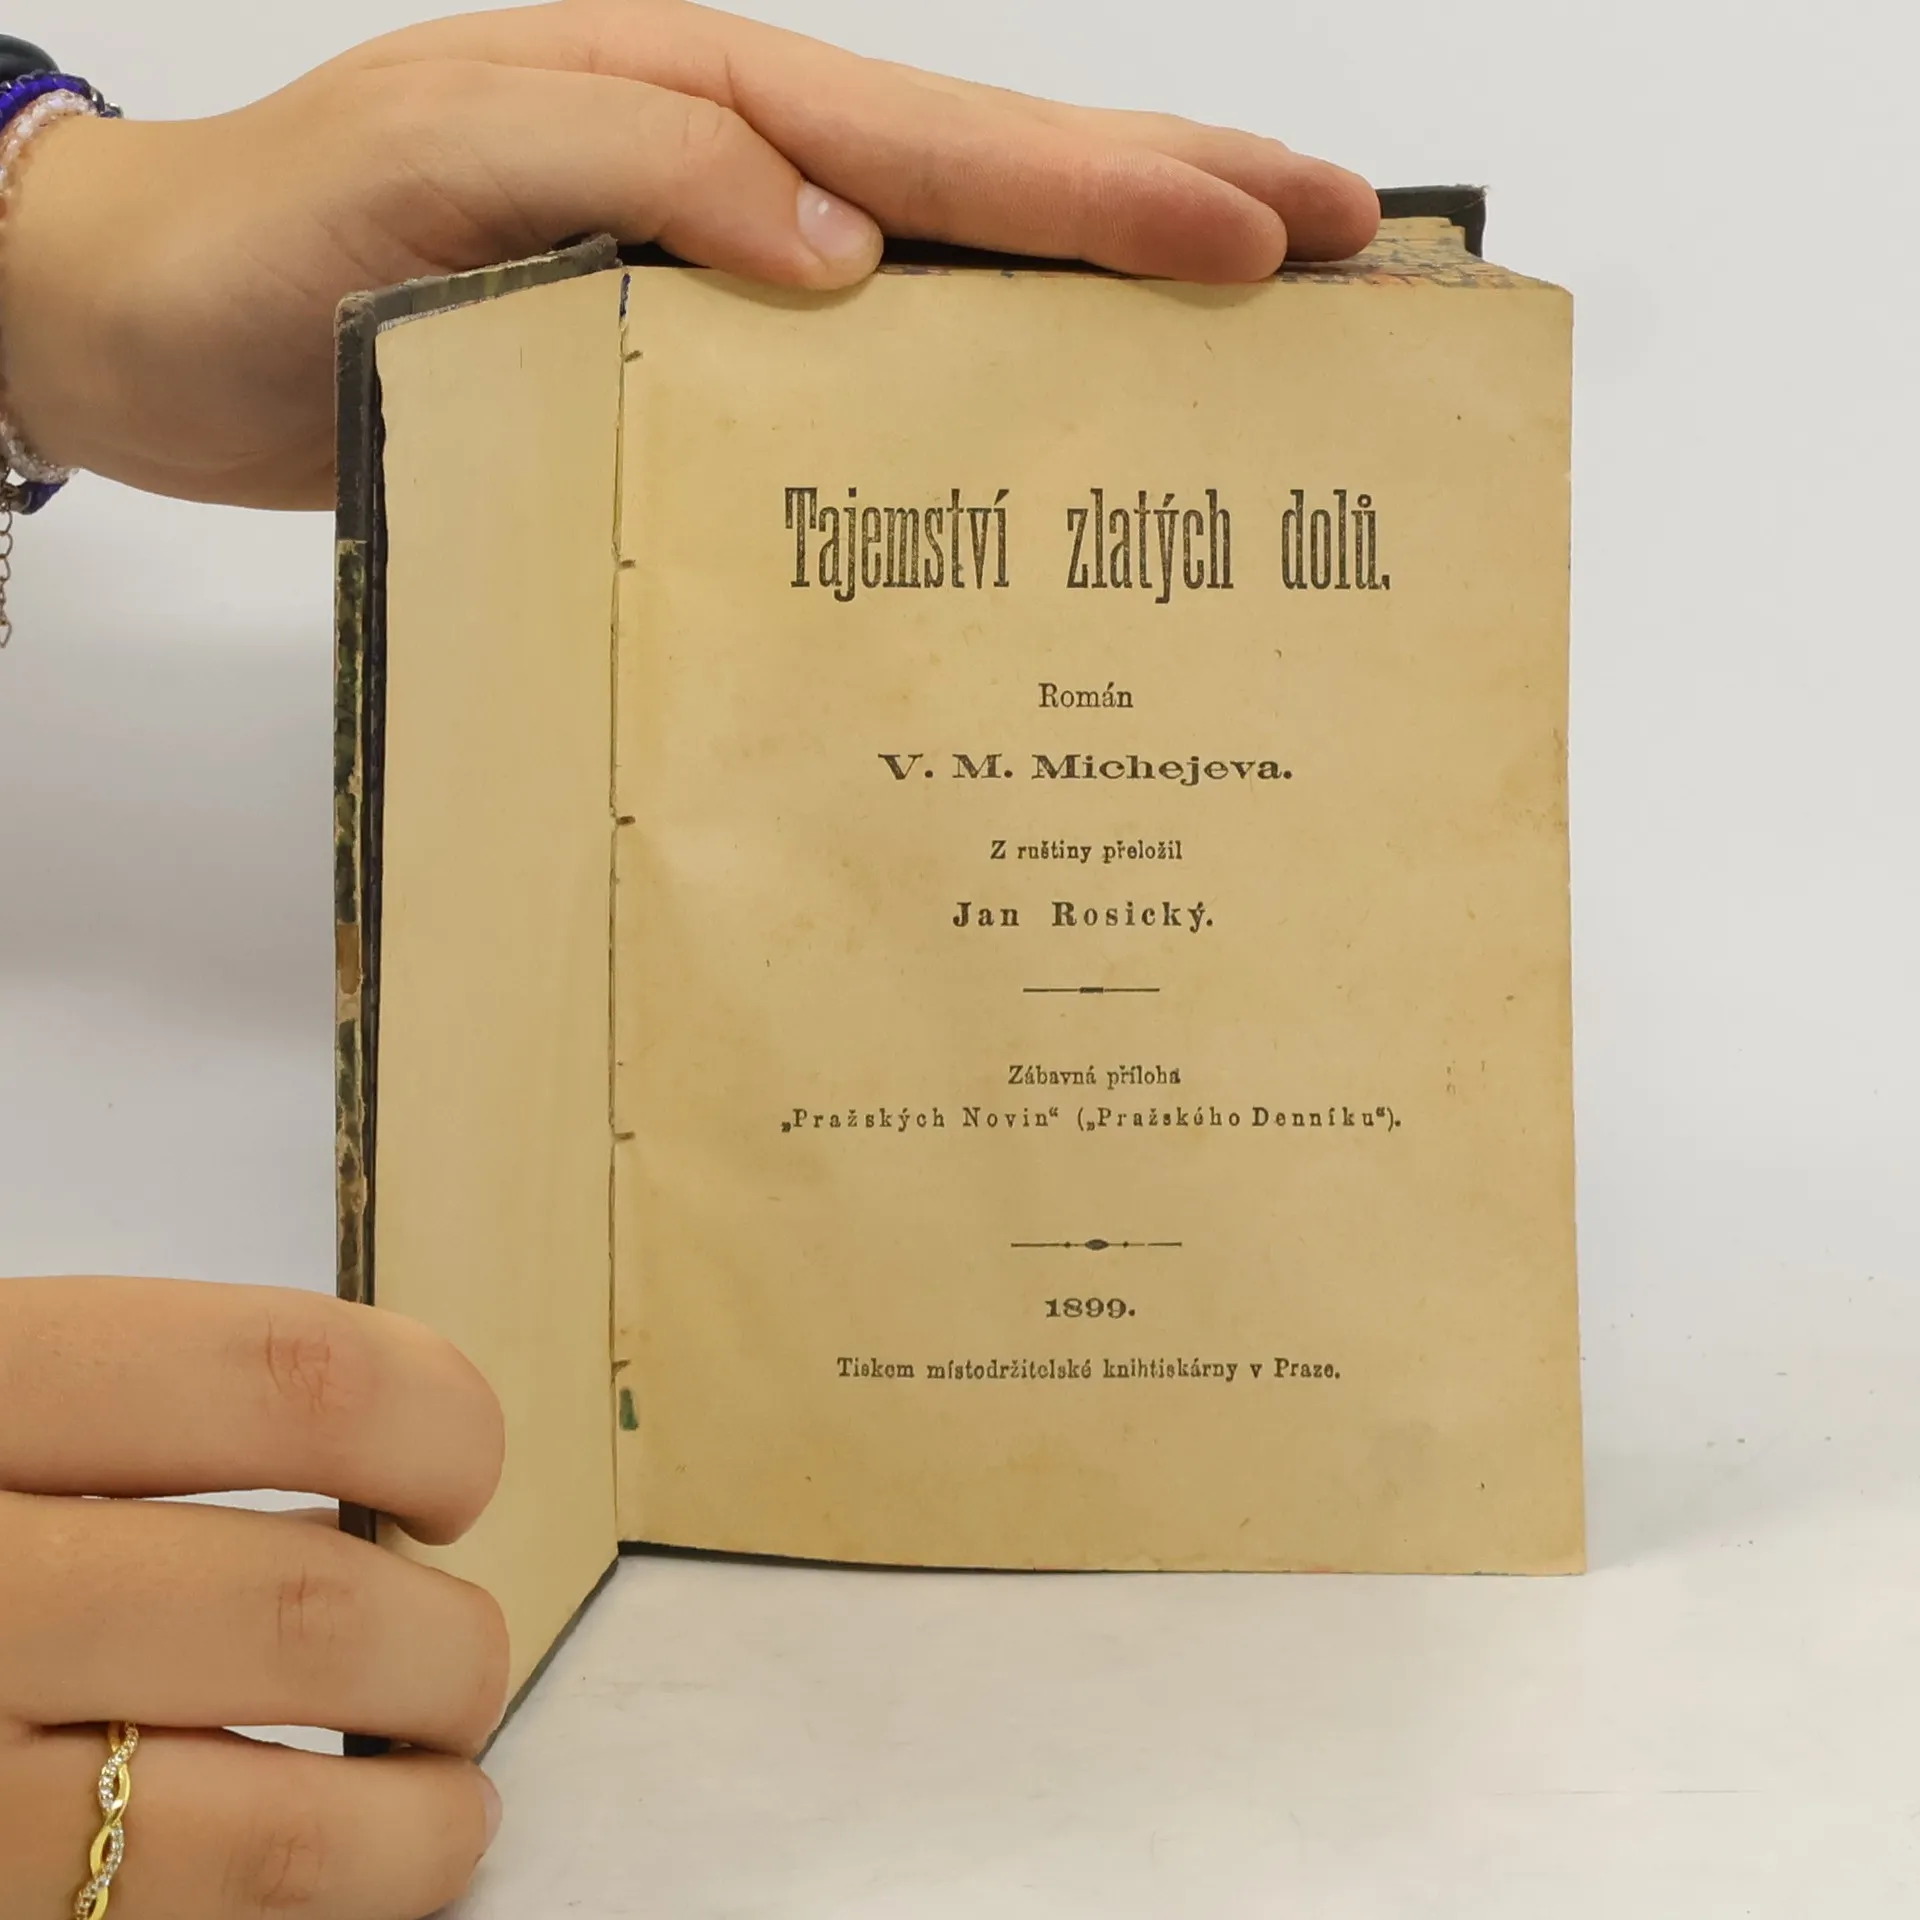 Tajemství zlatých dolů.
Román
V. M. Michejeva.
Z ruštiny přeložil
Jan Rosický.
Zábavná příloha
„Pražských Novin“ („Pražského Denníku“).
1899.
Tiskem místodržitelské knihtiskárny v Praze.